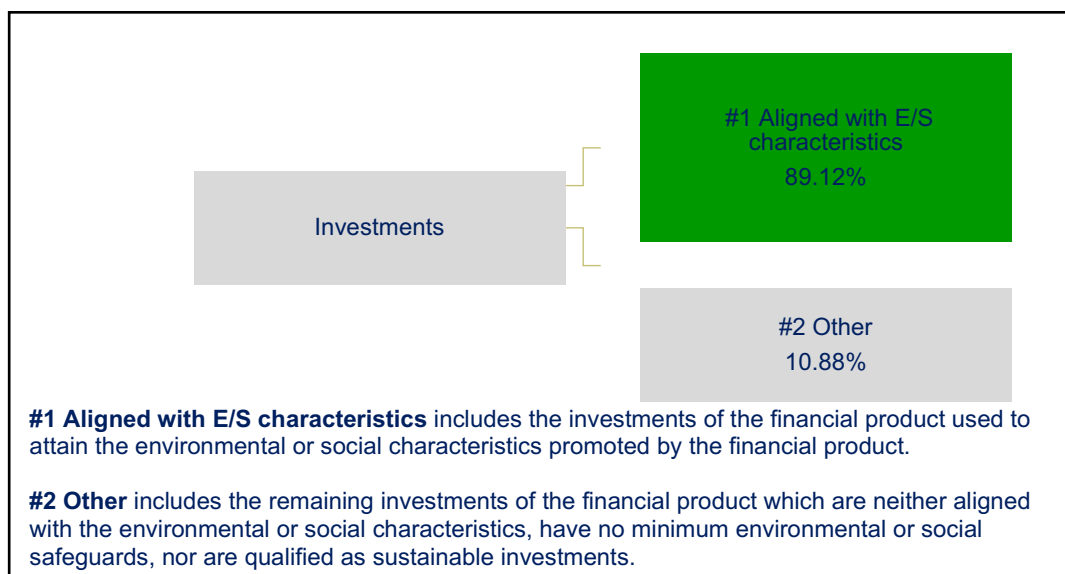 #1 Aligned with E/S
characteristics
89.12%
Investments
#2 Other
10.88%
#1 Aligned with E/S characteristics includes the investments of the financial product used to
attain the environmental or social characteristics promoted by the financial product.
#2 Other includes the remaining investments of the financial product which are neither aligned
with the environmental or social characteristics, have no minimum environmental or social
safeguards, nor are qualified as sustainable investments.